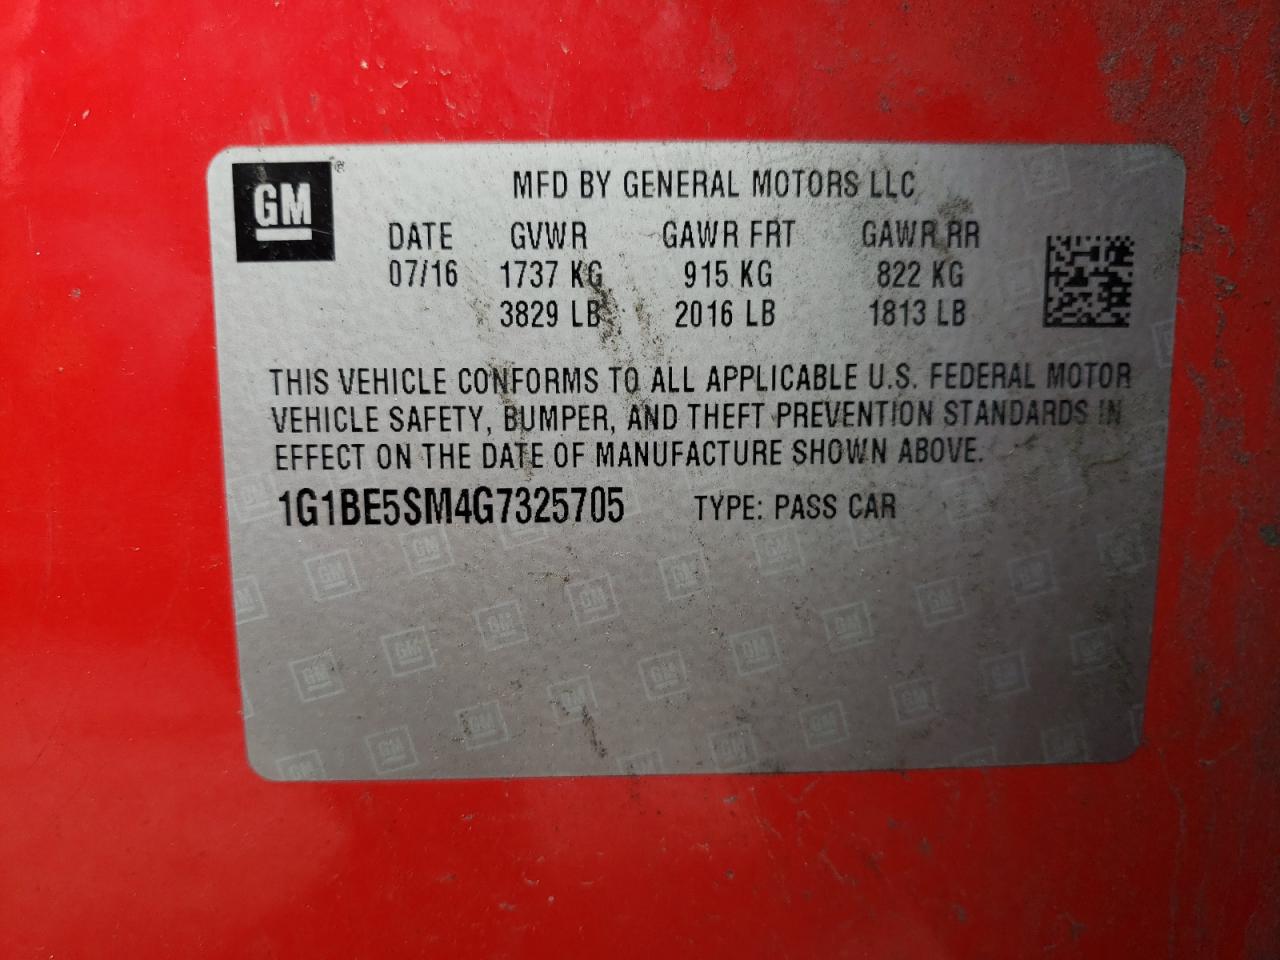 GM ®
MFD BY GENERAL MOTORS LLC
DATE GVWR GAWR FRT GAWR RR
07/16 1737 KG 915 KG 822 KG
3829 LB 2016 LB 1813 LB
THIS VEHICLE CONFORMS TO ALL APPLICABLE U.S. FEDERAL MOTOR
VEHICLE SAFETY, BUMPER, AND THEFT PREVENTION STANDARDS IN
EFFECT ON THE DATE OF MANUFACTURE SHOWN ABOVE.
1G1BE5SM4G7325705 TYPE: PASS CAR